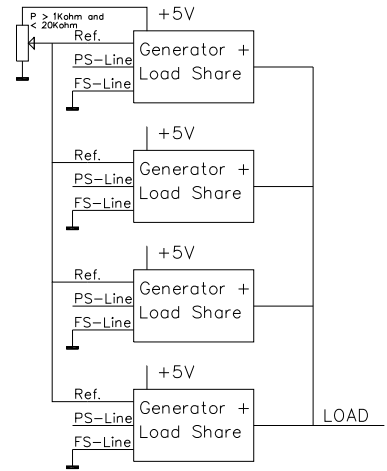 P > 1Kohm and
< 20Kohm
+5V
Ref.
PS-Line
FS-Line
Generator +
Load Share
+5V
Ref.
PS-Line
FS-Line
Generator +
Load Share
+5V
Ref.
PS-Line
FS-Line
Generator +
Load Share
+5V
Ref.
PS-Line
FS-Line
Generator +
Load Share
LOAD